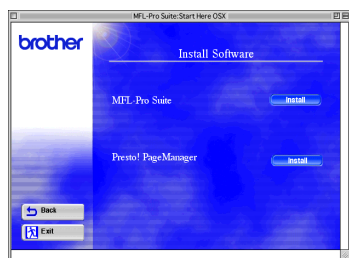 MFL-Pro Suite:Start Here OSX
brother
Install Software
MFL-Pro Suite
Install
Presto! PageManager
Install
Back
Exit